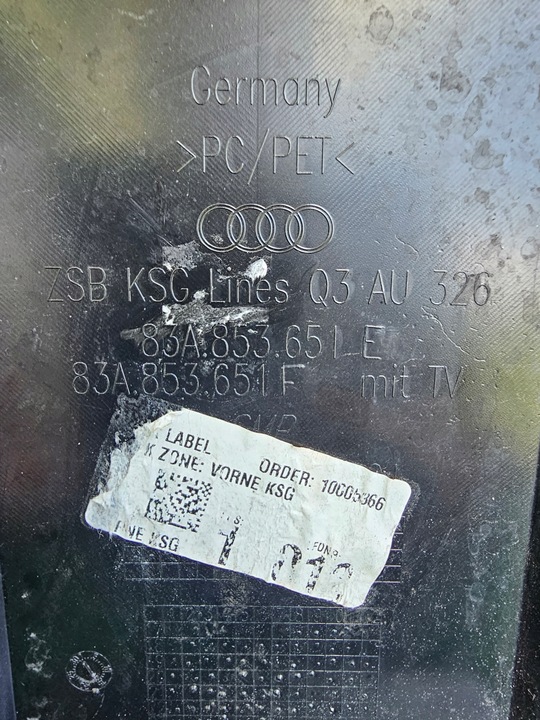 Germany
>PC/PET<
ZSB KSG Lines Q3 AU 326
83A.853.651 E
83A.853.651 F mit TV
LABEL
ORDER: 10005366
K ZONE: VORNE KSG
KSG
1